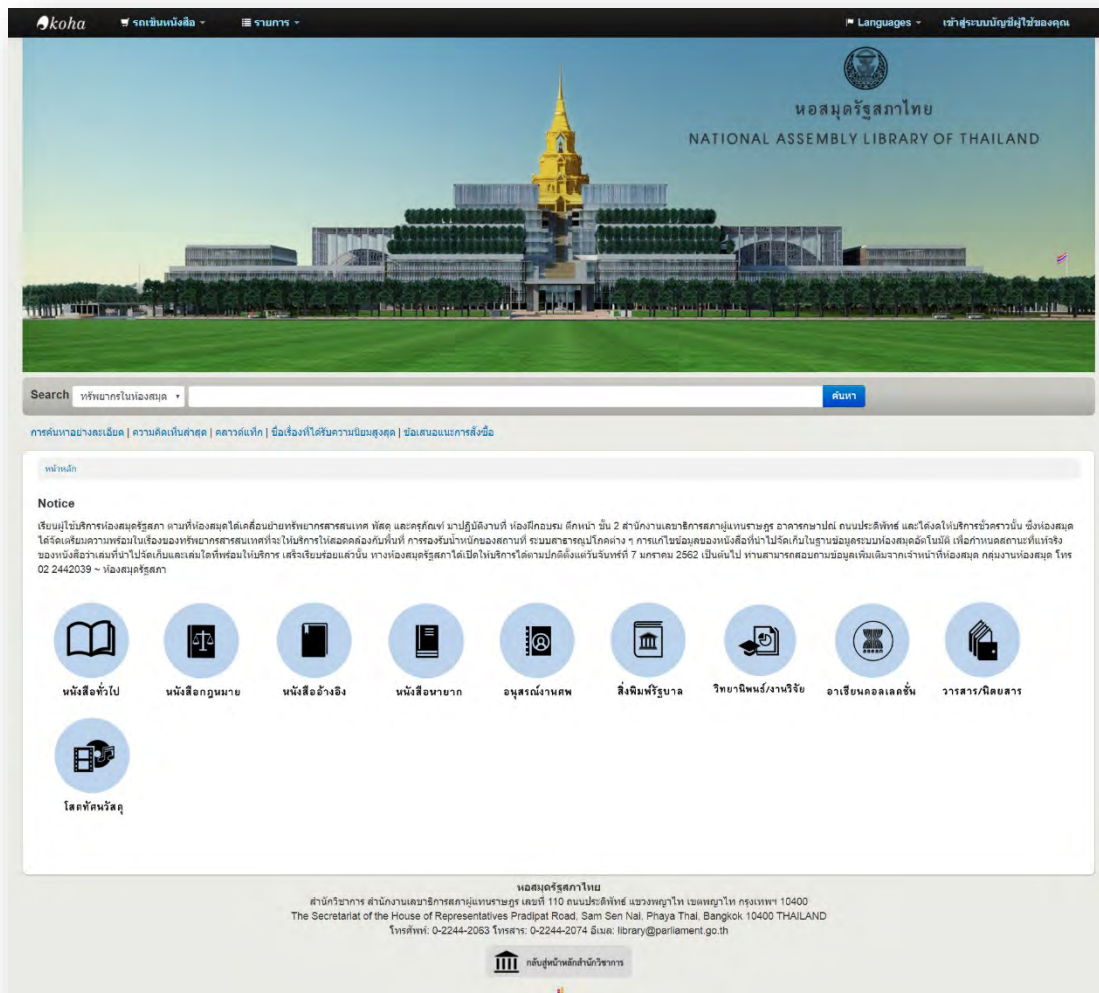 koha รถเข็นหนังสือ รายการ Languages เข้าสู่ระบบบัญชีผู้ใช้ของคุณ
หอสมุดรัฐสภาไทย
NATIONAL ASSEMBLY LIBRARY OF THAILAND
Search ทรัพยากรในห้องสมุด ค้นหา
การค้นหาอย่างละเอียด | ความคิดเห็นล่าสุด | คลาวด์แท็ก | ชื่อเรื่องที่ได้รับความนิยมสูงสุด | ข้อเสนอแนะการสั่งซื้อ
หน้าหลัก
Notice
เรียนผู้ใช้บริการห้องสมุดรัฐสภา ตามที่ห้องสมุดได้เคลื่อนย้ายทรัพยากรสารสนเทศ พัสดุ และครุภัณฑ์ มาปฏิบัติงานที่ ห้องฝึกอบรม ตึกหน้า ชั้น 2 สำนักงานเลขาธิการสภาผู้แทนราษฎร อาคารกษาปณ์ ถนนประดิพัทธ์ และได้งดให้บริการชั่วคราวนั้น ซึ่งห้องสมุด
ได้จัดเตรียมความพร้อมในเรื่องของทรัพยากรสารสนเทศที่จะให้บริการให้สอดคล้องกับพื้นที่ การรองรับน้ำหนักของสถานที่ ระบบสาธารณูปโภคต่าง ๆ การแก้ไขข้อมูลของหนังสือที่นำไปจัดเก็บในฐานข้อมูลระบบห้องสมุดอัตโนมัติ เพื่อกำหนดสถานะที่แท้จริง
ของหนังสือว่าเล่มที่นำไปจัดเก็บและเล่มใดที่พร้อมให้บริการ เสร็จเรียบร้อยแล้วนั้น ทางห้องสมุดรัฐสภาได้เปิดให้บริการได้ตามปกติตั้งแต่วันจันทร์ที่ 7 มกราคม 2562 เป็นต้นไป ท่านสามารถสอบถามข้อมูลเพิ่มเติมจากเจ้าหน้าที่ห้องสมุด กลุ่มงานห้องสมุด โทร
02 2442039 ~ ห้องสมุดรัฐสภา
หนังสือทั่วไป หนังสือกฎหมาย หนังสืออ้างอิง หนังสือหายาก อนุสรณ์งานศพ สิ่งพิมพ์รัฐบาล วิทยานิพนธ์/งานวิจัย อาเซียนคอลเลคชั่น วารสาร/นิตยสาร
โสตทัศนวัสดุ
หอสมุดรัฐสภาไทย
สำนักวิชาการ สำนักงานเลขาธิการสภาผู้แทนราษฎร เลขที่ 110 ถนนประดิพัทธ์ แขวงพญาไท เขตพญาไท กรุงเทพฯ 10400
The Secretariat of the House of Representatives Pradipat Road, Sam Sen Nai, Phaya Thai, Bangkok 10400 THAILAND
โทรศัพท์: 0-2244-2063 โทรสาร: 0-2244-2074 อีเมล: library@parliament.go.th
กลับสู่หน้าหลักสำนักวิชาการ